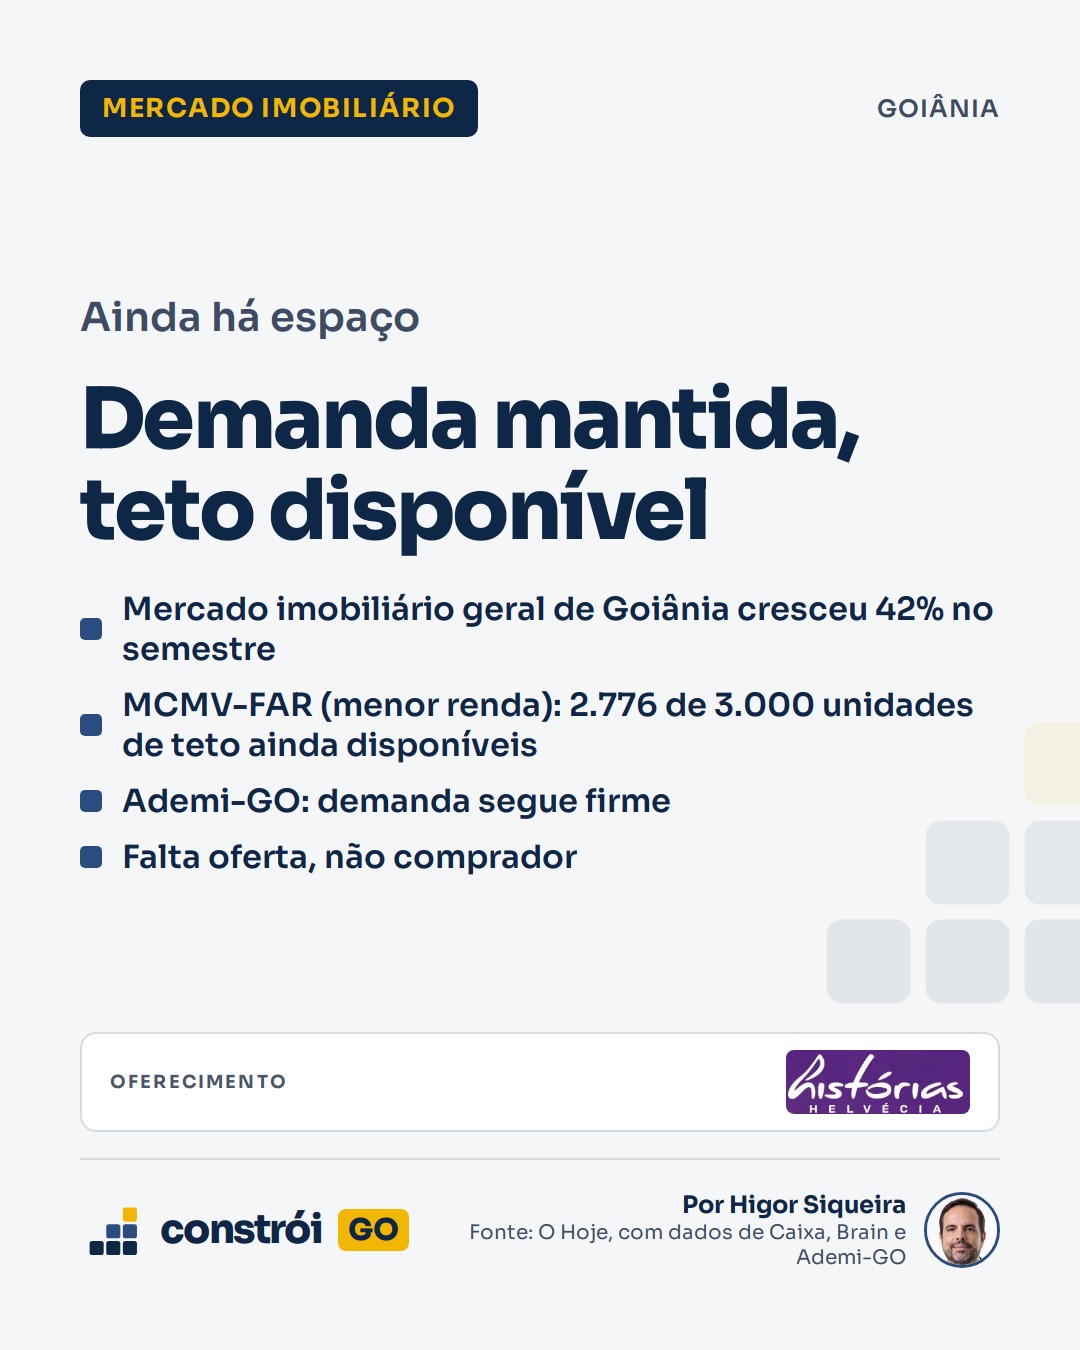 MERCADO IMOBILIÁRIO
GOIÂNIA
Ainda há espaço
Demanda mantida,
teto disponível
Mercado imobiliário geral de Goiânia cresceu 42% no
semestre
MCMV-FAR (menor renda): 2.776 de 3.000 unidades
de teto ainda disponíveis
Ademi-GO: demanda segue firme
Falta oferta, não comprador
OFERECIMENTO
histórias
HELVÉCIA
constrói GO
Por Higor Siqueira
Fonte: O Hoje, com dados de Caixa, Brain e
Ademi-GO